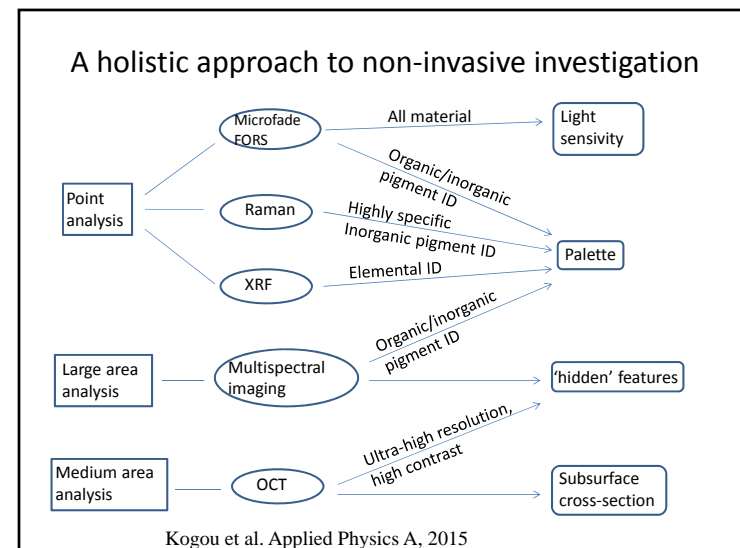 A holistic approach to non-invasive investigation
Microfade
FORS
All material
Light
sensivity
Organic/inorganic
pigment ID
Point
analysis
Raman
Highly specific
Inorganic pigment ID
Palette
XRF
Elemental ID
Organic/inorganic
pigment ID
Large area
analysis
Multispectral
imaging
'hidden' features
Ultra-high resolution,
high contrast
Medium area
analysis
OCT
Subsurface
cross-section
Kogou et al. Applied Physics A, 2015